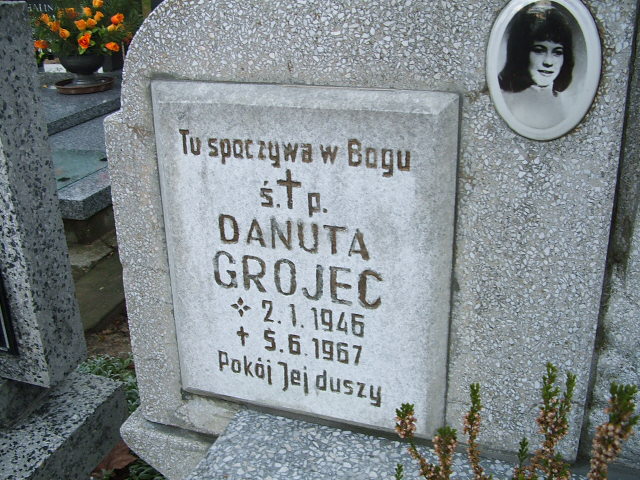 Tu spoczywa w Bogu
ś.†p.
DANUTA
GROJEC
✥ 2.1.1946
† 5.6.1967
Pokój Jej duszy